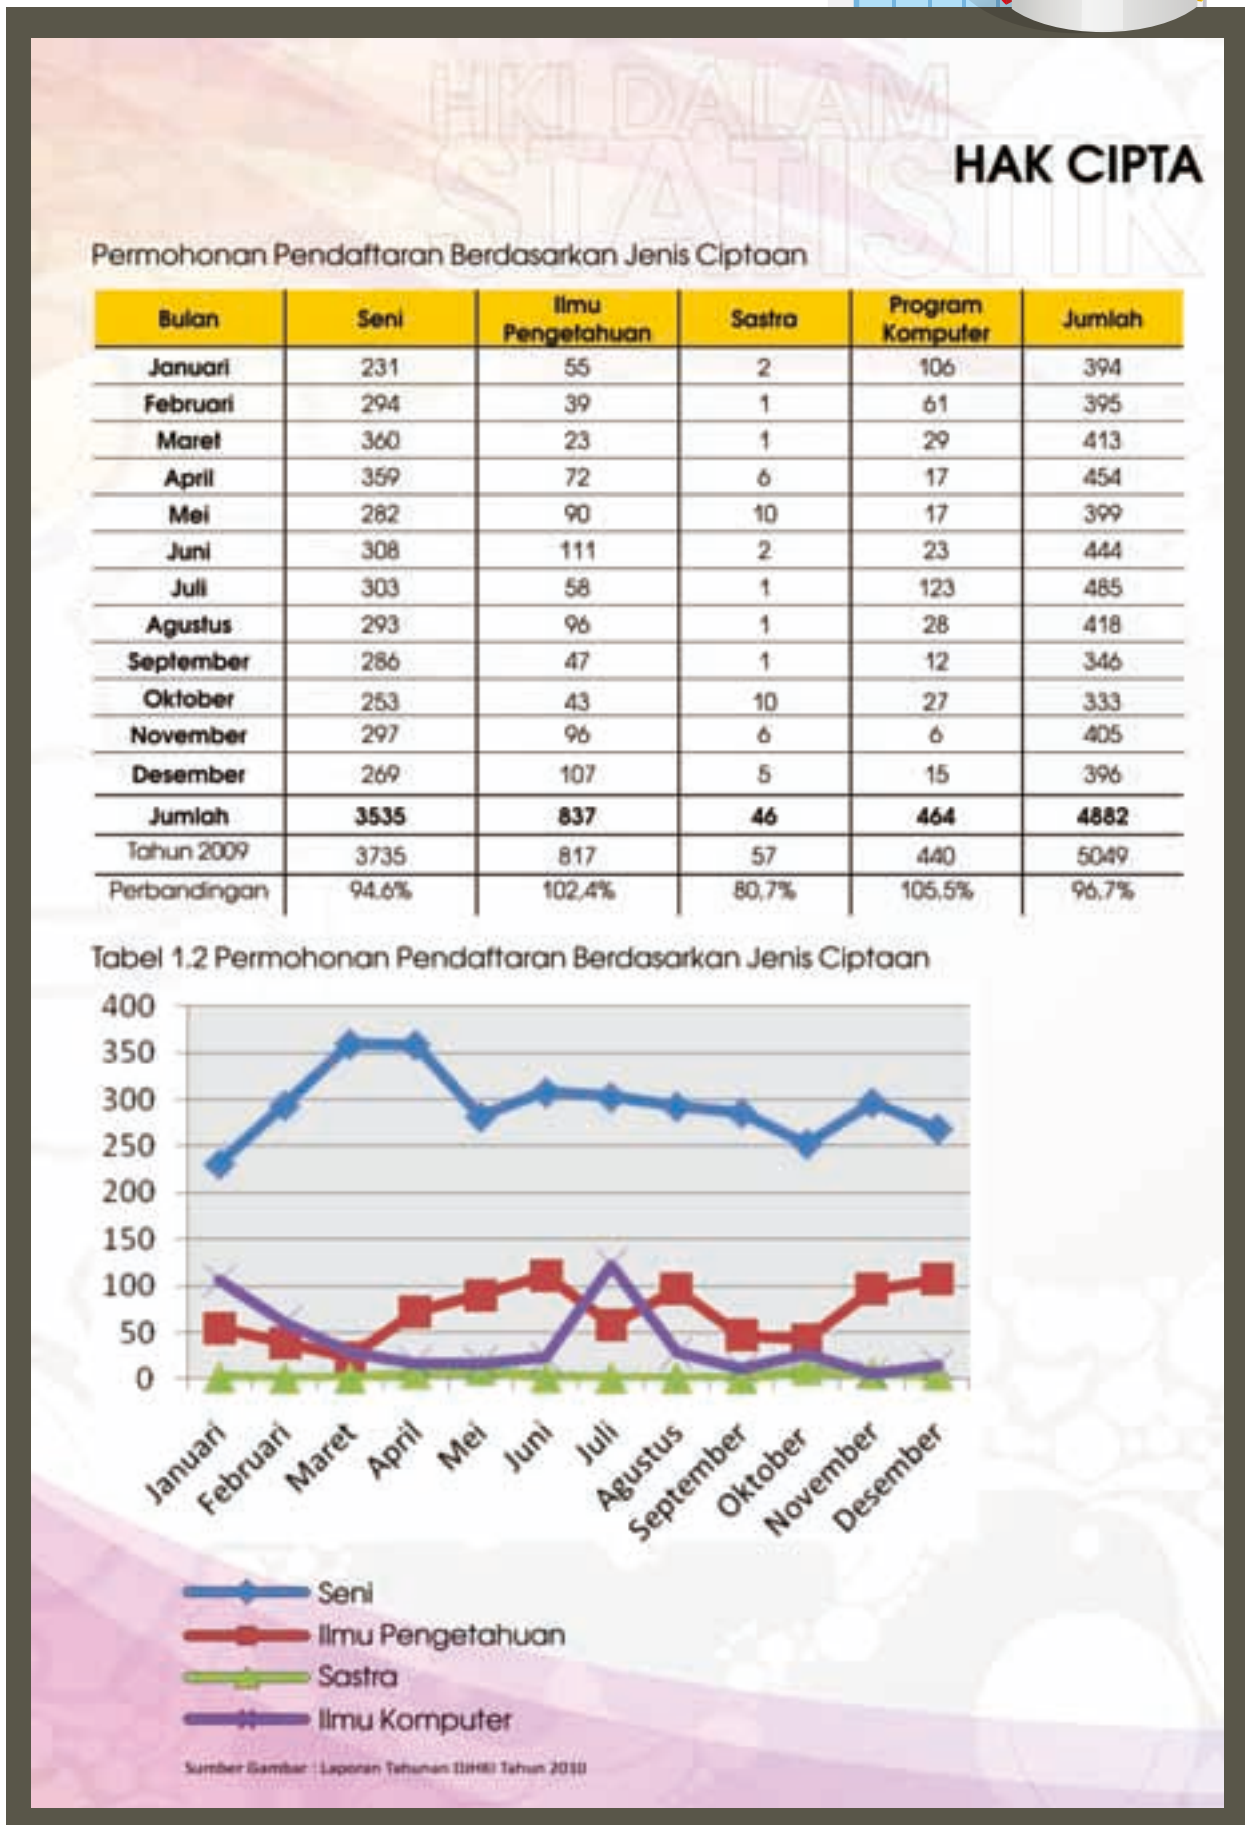 HKI DALAM
STATISTIK
HAK CIPTA
Permohonan Pendaftaran Berdasarkan Jenis Ciptaan
Bulan Seni Ilmu Pengetahuan Sastra Program Komputer Jumlah
Januari 231 55 2 106 394
Februari 294 39 1 61 395
Maret 360 23 1 29 413
April 359 72 6 17 454
Mei 282 90 10 17 399
Juni 308 111 2 23 444
Juli 303 58 1 123 485
Agustus 293 96 1 28 418
September 286 47 1 12 346
Oktober 253 43 10 27 333
November 297 96 6 6 405
Desember 269 107 5 15 396
Jumlah 3535 837 46 464 4882
Tahun 2009 3735 817 57 440 5049
Perbandingan 94.6% 102,4% 80,7% 105,5% 96,7%
Tabel 1.2 Permohonan Pendaftaran Berdasarkan Jenis Ciptaan
400
350
300
250
200
150
100
50
0
Januari Februari Maret April Mei Juni Juli Agustus September Oktober November Desember
Seni
Ilmu Pengetahuan
Sastra
Ilmu Komputer
Sumber Gambar : Laporan Tahunan DJHKI Tahun 2010